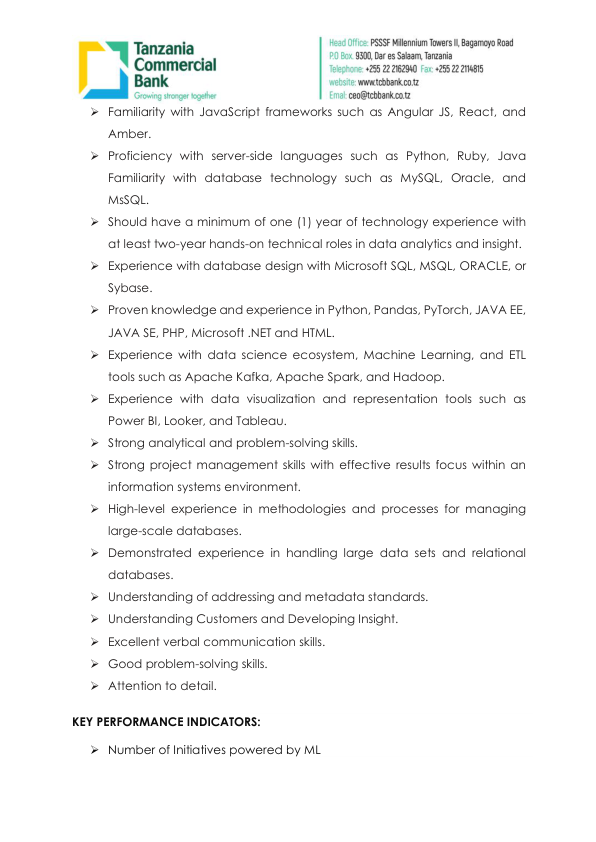 Tanzania
Commercial
Bank
Growing stronger together
Head Office: PSSSF Millennium Towers II, Bagamoyo Road
P.O Box. 9300, Dar es Salaam, Tanzania
Telephone: +255 22 2162940 Fax: +255 22 2114815
website: www.tcbbank.co.tz
Emal: ceo@tcbbank.co.tz
➢ Familiarity with JavaScript frameworks such as Angular JS, React, and
Amber.
➢ Proficiency with server-side languages such as Python, Ruby, Java
Familiarity with database technology such as MySQL, Oracle, and
MsSQL.
➢ Should have a minimum of one (1) year of technology experience with
at least two-year hands-on technical roles in data analytics and insight.
➢ Experience with database design with Microsoft SQL, MSQL, ORACLE, or
Sybase.
➢ Proven knowledge and experience in Python, Pandas, PyTorch, JAVA EE,
JAVA SE, PHP, Microsoft .NET and HTML.
➢ Experience with data science ecosystem, Machine Learning, and ETL
tools such as Apache Kafka, Apache Spark, and Hadoop.
➢ Experience with data visualization and representation tools such as
Power BI, Looker, and Tableau.
➢ Strong analytical and problem-solving skills.
➢ Strong project management skills with effective results focus within an
information systems environment.
➢ High-level experience in methodologies and processes for managing
large-scale databases.
➢ Demonstrated experience in handling large data sets and relational
databases.
➢ Understanding of addressing and metadata standards.
➢ Understanding Customers and Developing Insight.
➢ Excellent verbal communication skills.
➢ Good problem-solving skills.
➢ Attention to detail.
KEY PERFORMANCE INDICATORS:
➢ Number of Initiatives powered by ML